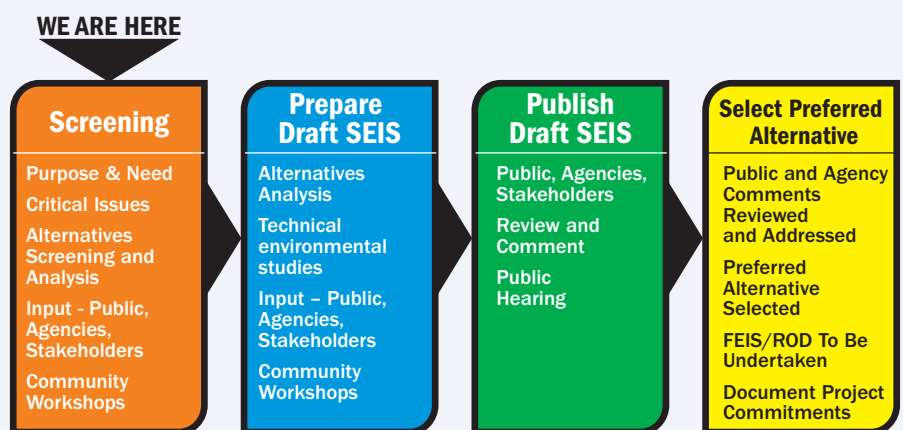 WE ARE HERE
Screening
Purpose & Need
Critical Issues
Alternatives
Screening and
Analysis
Input - Public,
Agencies,
Stakeholders
Community
Workshops
Prepare
Draft SEIS
Alternatives
Analysis
Technical
environmental
studies
Input – Public,
Agencies,
Stakeholders
Community
Workshops
Publish
Draft SEIS
Public, Agencies,
Stakeholders
Review and
Comment
Public
Hearing
Select Preferred
Alternative
Public and Agency
Comments
Reviewed
and Addressed
Preferred
Alternative
Selected
FEIS/ROD To Be
Undertaken
Document Project
Commitments